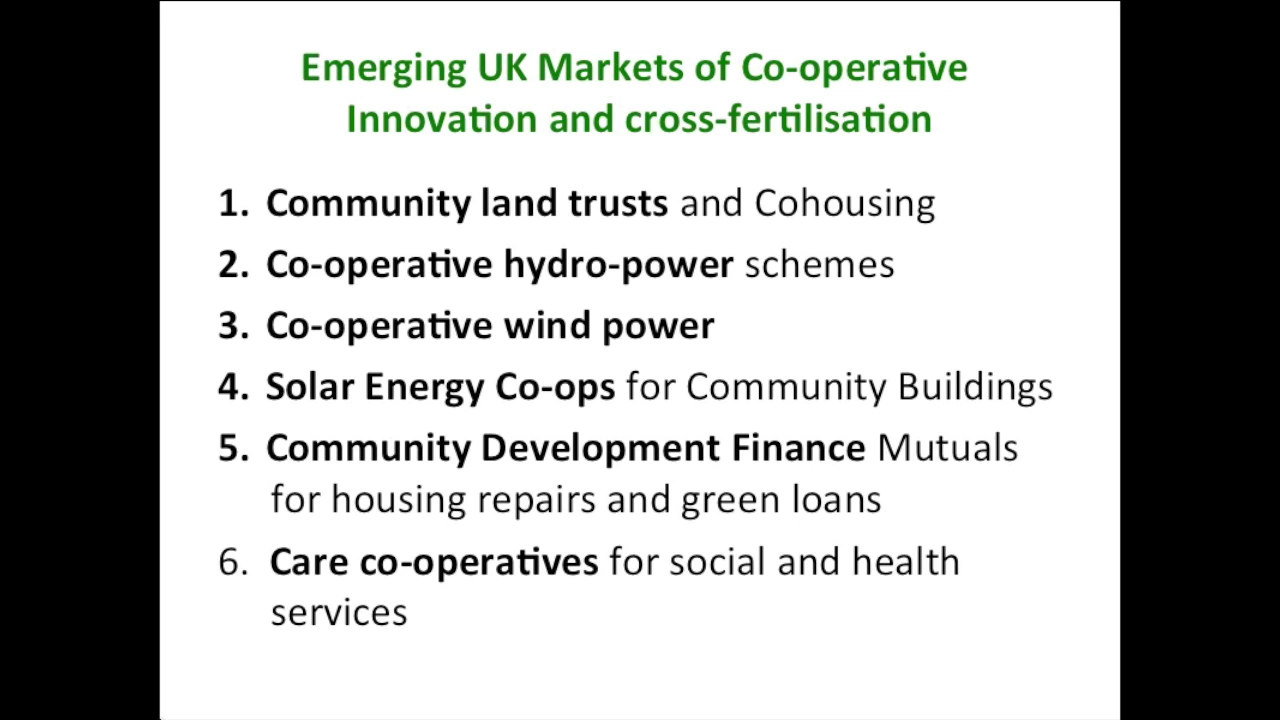 Emerging UK Markets of Co-operative
Innovation and cross-fertilisation
1. Community land trusts and Cohousing
2. Co-operative hydro-power schemes
3. Co-operative wind power
4. Solar Energy Co-ops for Community Buildings
5. Community Development Finance Mutuals
for housing repairs and green loans
6. Care co-operatives for social and health
services